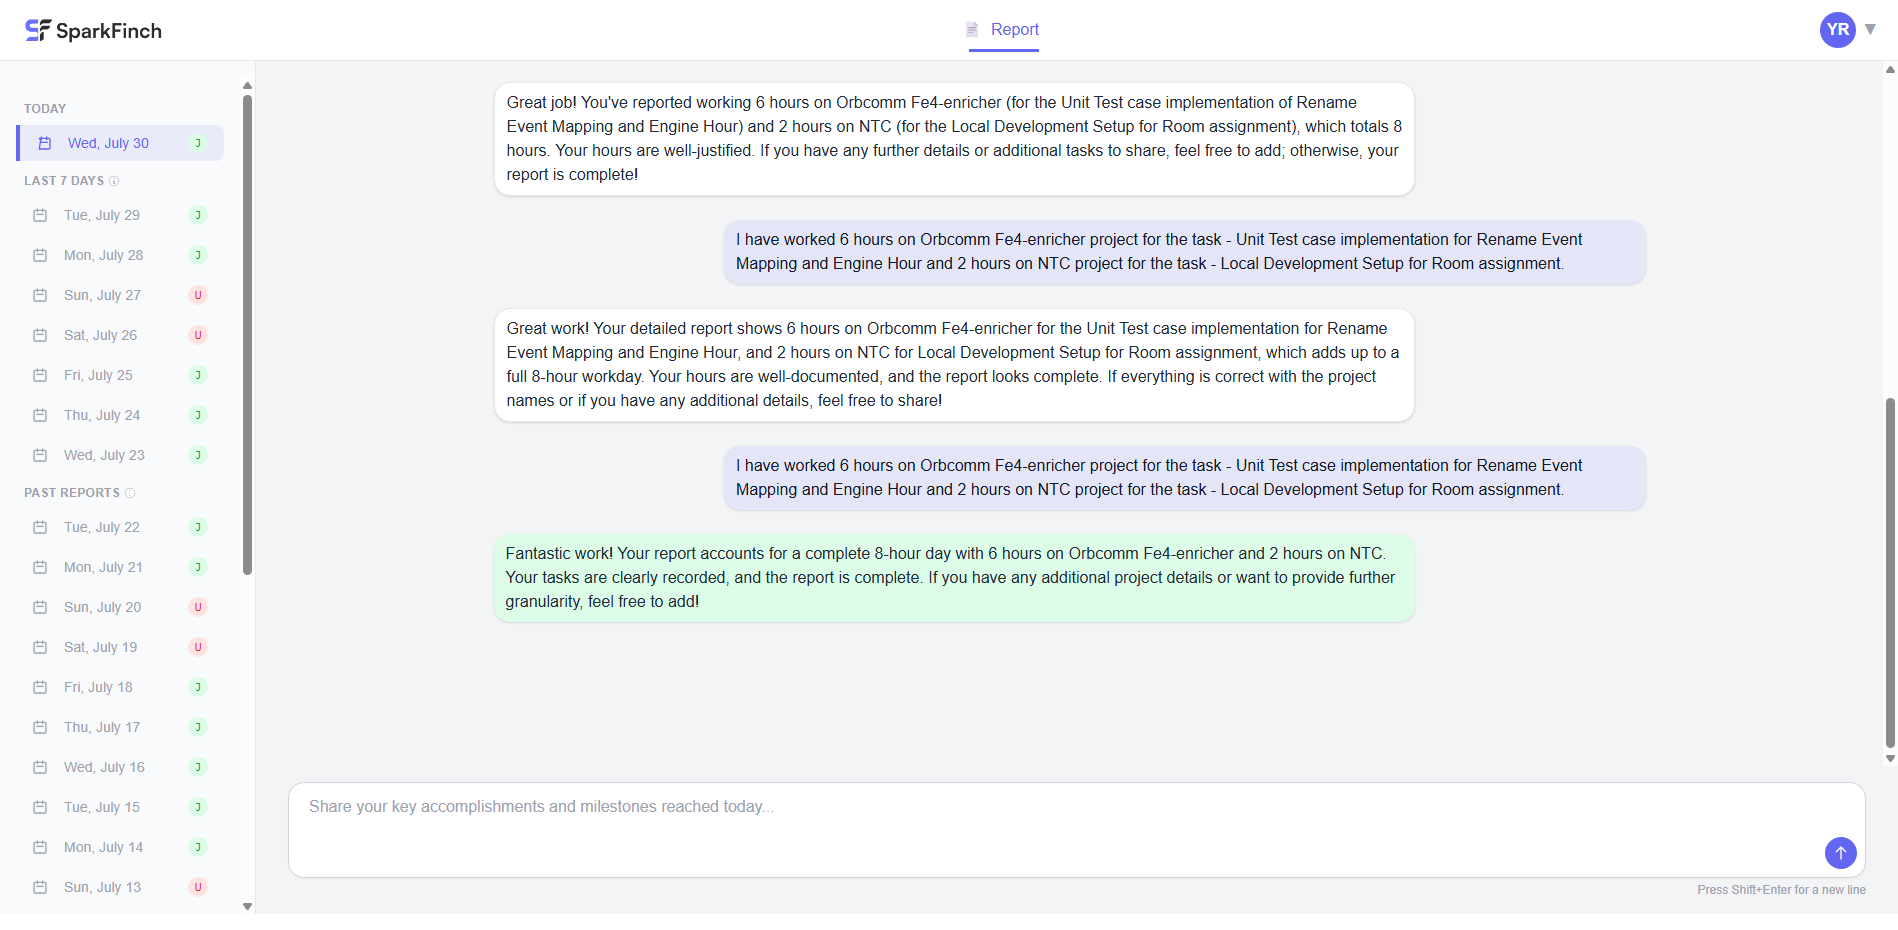 SparkFinch
Report
YR
TODAY
Wed, July 30 J
LAST 7 DAYS
Tue, July 29 J
Mon, July 28 J
Sun, July 27 U
Sat, July 26 U
Fri, July 25 J
Thu, July 24 J
Wed, July 23 J
PAST REPORTS
Tue, July 22 J
Mon, July 21 J
Sun, July 20 U
Sat, July 19 U
Fri, July 18 J
Thu, July 17 J
Wed, July 16 J
Tue, July 15 J
Mon, July 14 J
Sun, July 13 U
Great job! You've reported working 6 hours on Orbcomm Fe4-enricher (for the Unit Test case implementation of Rename
Event Mapping and Engine Hour) and 2 hours on NTC (for the Local Development Setup for Room assignment), which totals 8
hours. Your hours are well-justified. If you have any further details or additional tasks to share, feel free to add; otherwise, your
report is complete!
I have worked 6 hours on Orbcomm Fe4-enricher project for the task - Unit Test case implementation for Rename Event
Mapping and Engine Hour and 2 hours on NTC project for the task - Local Development Setup for Room assignment.
Great work! Your detailed report shows 6 hours on Orbcomm Fe4-enricher for the Unit Test case implementation for Rename
Event Mapping and Engine Hour, and 2 hours on NTC for Local Development Setup for Room assignment, which adds up to a
full 8-hour workday. Your hours are well-documented, and the report looks complete. If everything is correct with the project
names or if you have any additional details, feel free to share!
I have worked 6 hours on Orbcomm Fe4-enricher project for the task - Unit Test case implementation for Rename Event
Mapping and Engine Hour and 2 hours on NTC project for the task - Local Development Setup for Room assignment.
Fantastic work! Your report accounts for a complete 8-hour day with 6 hours on Orbcomm Fe4-enricher and 2 hours on NTC.
Your tasks are clearly recorded, and the report is complete. If you have any additional project details or want to provide further
granularity, feel free to add!
Share your key accomplishments and milestones reached today...
Press Shift+Enter for a new line